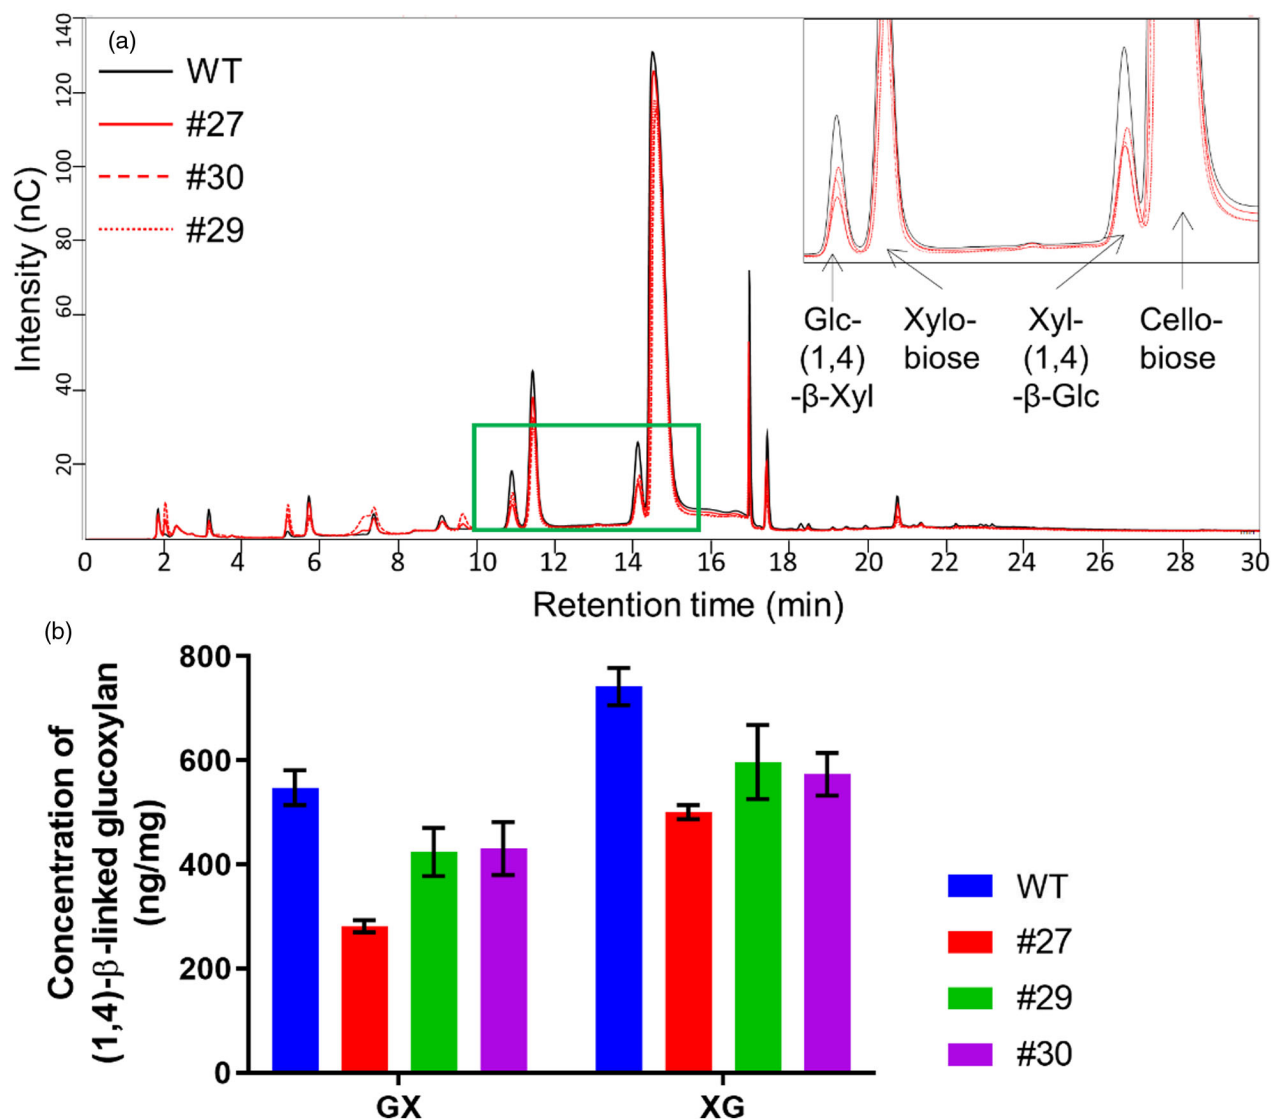 (a)
WT
#27
#30
#29
Intensity (nC)
140
120
100
80
60
40
20
Glc-
(1,4)
-β-Xyl
Xylo-
biose
Xyl-
(1,4)
-β-Glc
Cello-
biose
0 2 4 6 8 10 12 14 16 18 20 22 24 26 28 30
Retention time (min)
(b)
Concentration of
(1,4)-β-linked glucoxylan
(ng/mg)
800
600
400
200
0
GX XG
WT
#27
#29
#30